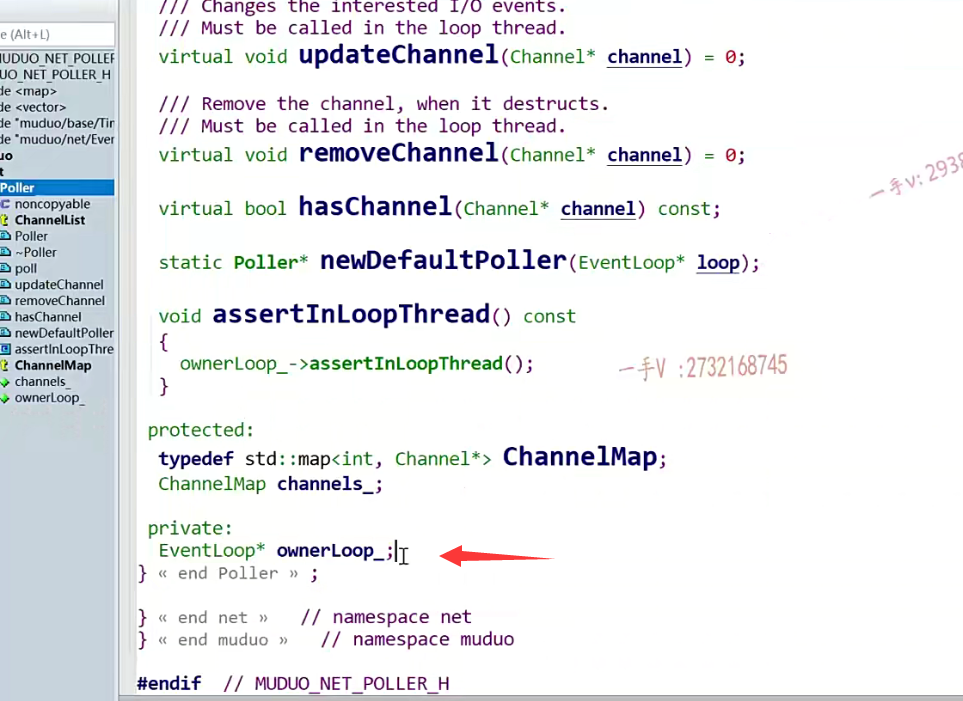 /// Changes the interested I/O events.
/// Must be called in the loop thread.
virtual void updateChannel(Channel* channel) = 0;
/// Remove the channel, when it destructs.
/// Must be called in the loop thread.
virtual void removeChannel(Channel* channel) = 0;
virtual bool hasChannel(Channel* channel) const;
static Poller* newDefaultPoller(EventLoop* loop);
void assertInLoopThread() const
{
ownerLoop_->assertInLoopThread();
}
protected:
typedef std::map<int, Channel*> ChannelMap;
ChannelMap channels_;
private:
EventLoop* ownerLoop_;
} « end Poller » ;
} « end net » // namespace net
} « end muduo » // namespace muduo
#endif // MUDUO_NET_POLLER_H
e (Alt+L)
MUDUO_NET_POLLER
UO_NET_POLLER_H
de <map>
de <vector>
de "muduo/base/Tim
de "muduo/net/Even
uo
t
Poller
noncopyable
ChannelList
Poller
~Poller
poll
updateChannel
removeChannel
hasChannel
newDefaultPoller
assertInLoopThre
ChannelMap
channels_
ownerLoop_
一手V :2732168745
一手V: 2938